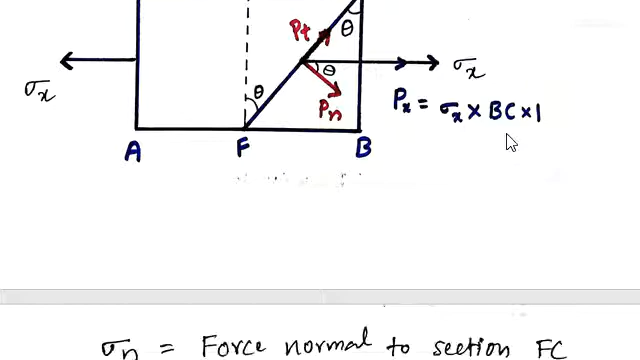 Pt
θ
σx
σx
θ
θ
Pn
Px = σx × BC × 1
A
F
B
σn = Force normal to section FC